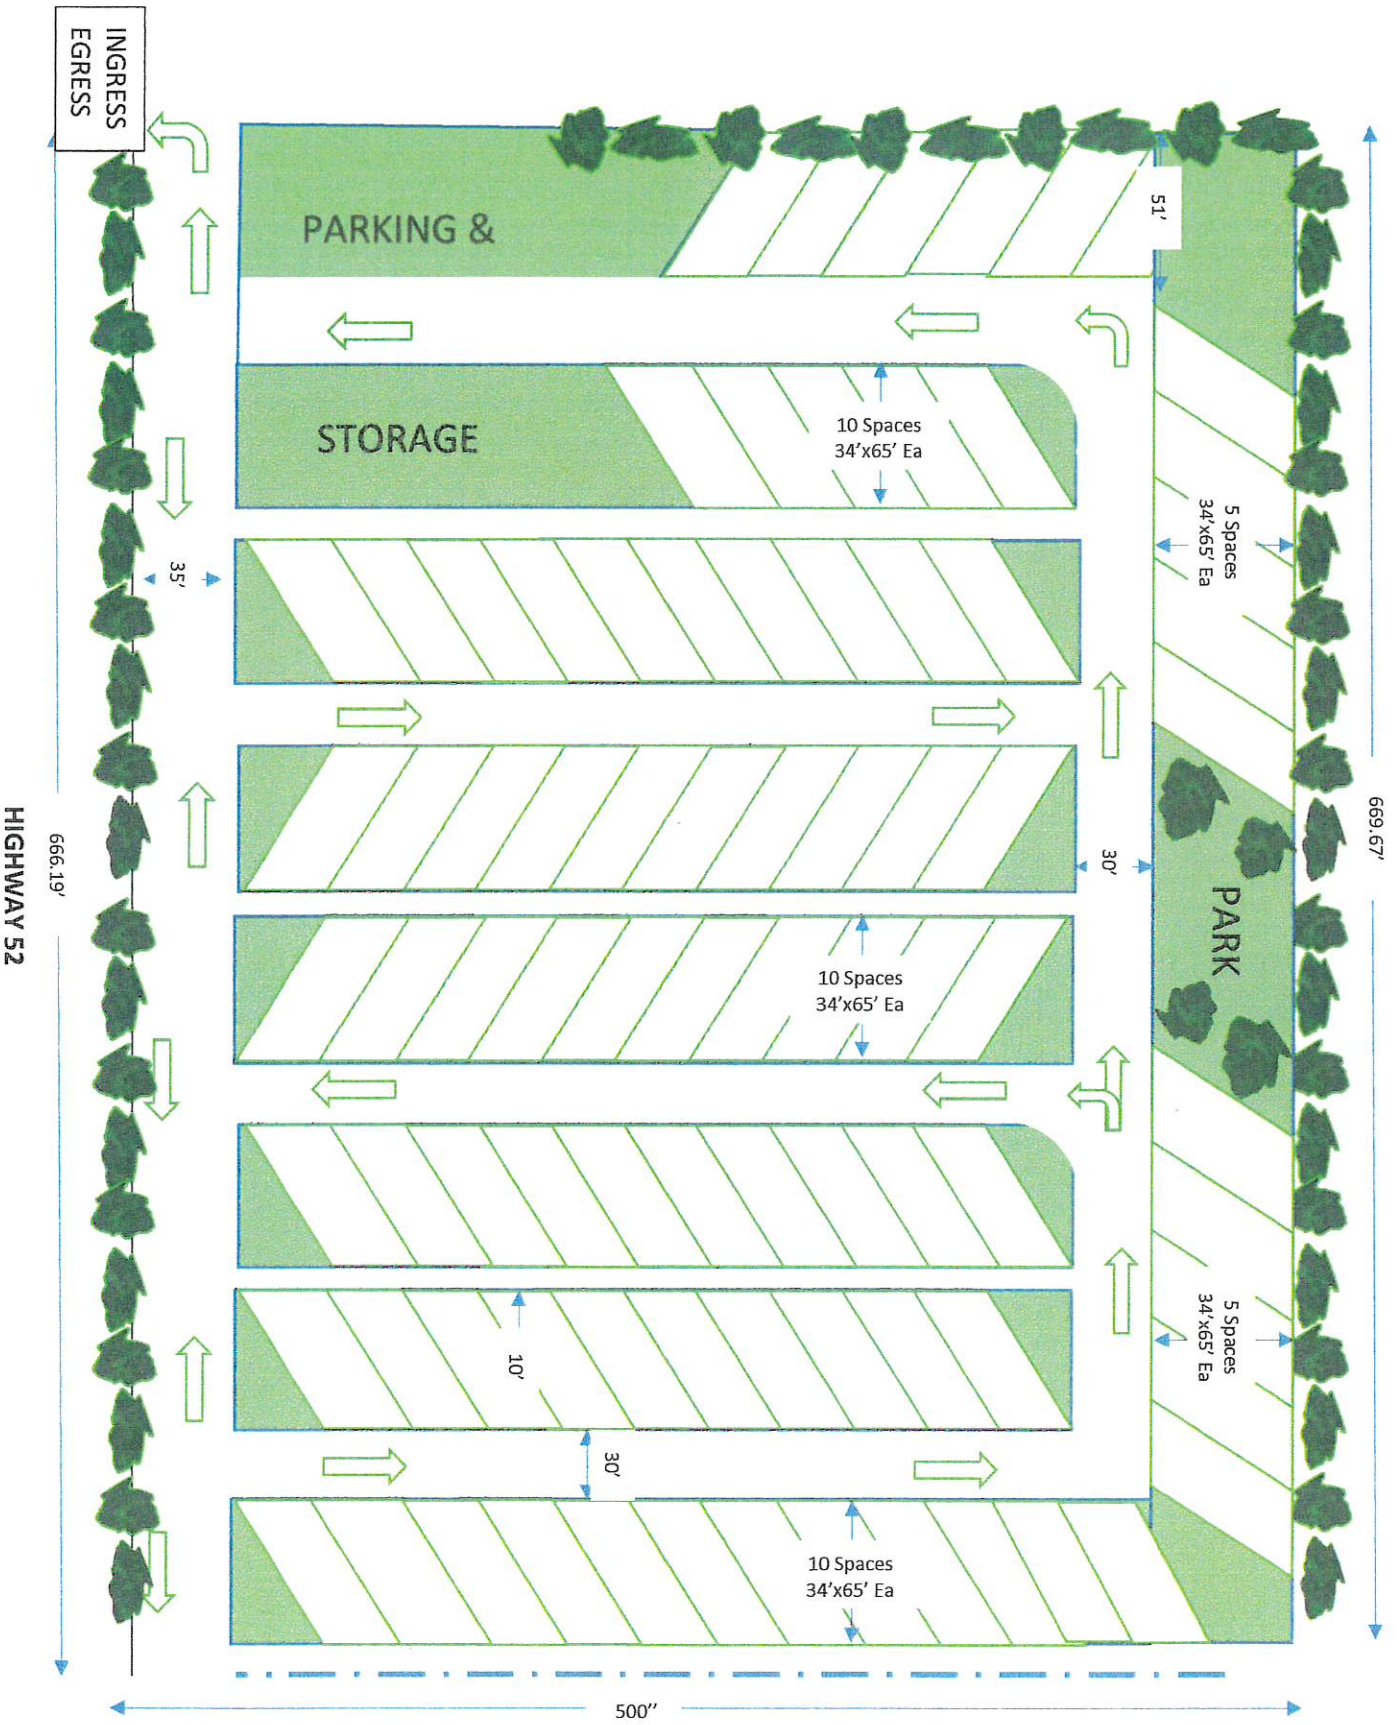 INGRESS
EGRESS
PARKING &
51'
STORAGE
10 Spaces
34'x65' Ea
5 Spaces
34'x65' Ea
35'
669.67'
666.19'
HIGHWAY 52
30'
PARK
10 Spaces
34'x65' Ea
5 Spaces
34'x65' Ea
10'
30'
10 Spaces
34'x65' Ea
500''